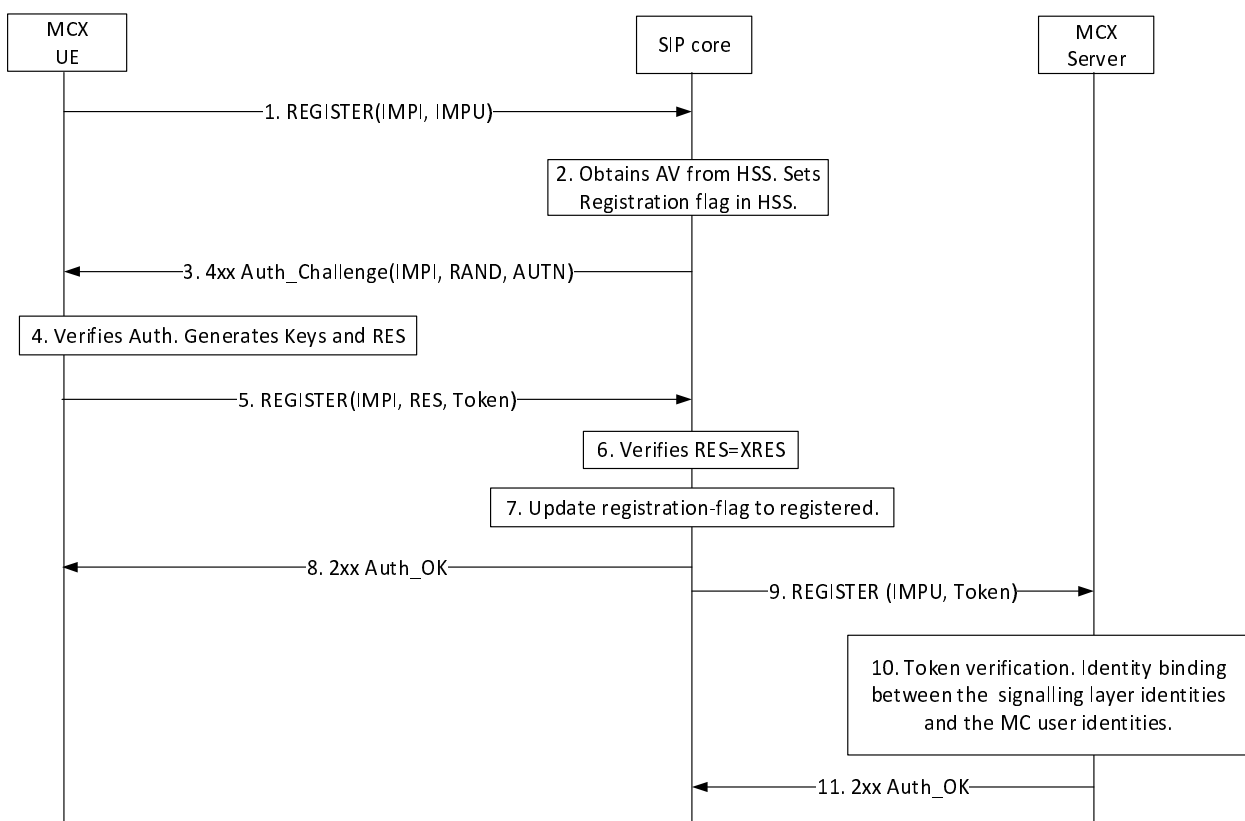 MCX
UE
SIP core
MCX
Server
1. REGISTER(IMPI, IMPU)
2. Obtains AV from HSS. Sets
Registration flag in HSS.
3. 4xx Auth_Challenge(IMPI, RAND, AUTN)
4. Verifies Auth. Generates Keys and RES
5. REGISTER(IMPI, RES, Token)
6. Verifies RES=XRES
7. Update registration-flag to registered.
8. 2xx Auth_OK
9. REGISTER (IMPU, Token)
10. Token verification. Identity binding
between the signalling layer identities
and the MC user identities.
11. 2xx Auth_OK